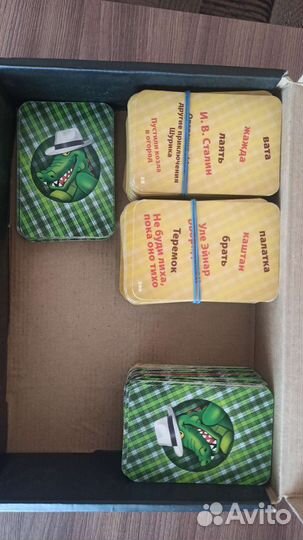 вата
жажда
лаять
И. В. Сталин
другие приключения
Шурика
Пустили козла
в огород
палатка
каштан
брать
Уле Эйнар
Теремок
Не буди лиха,
пока оно тихо
Avito